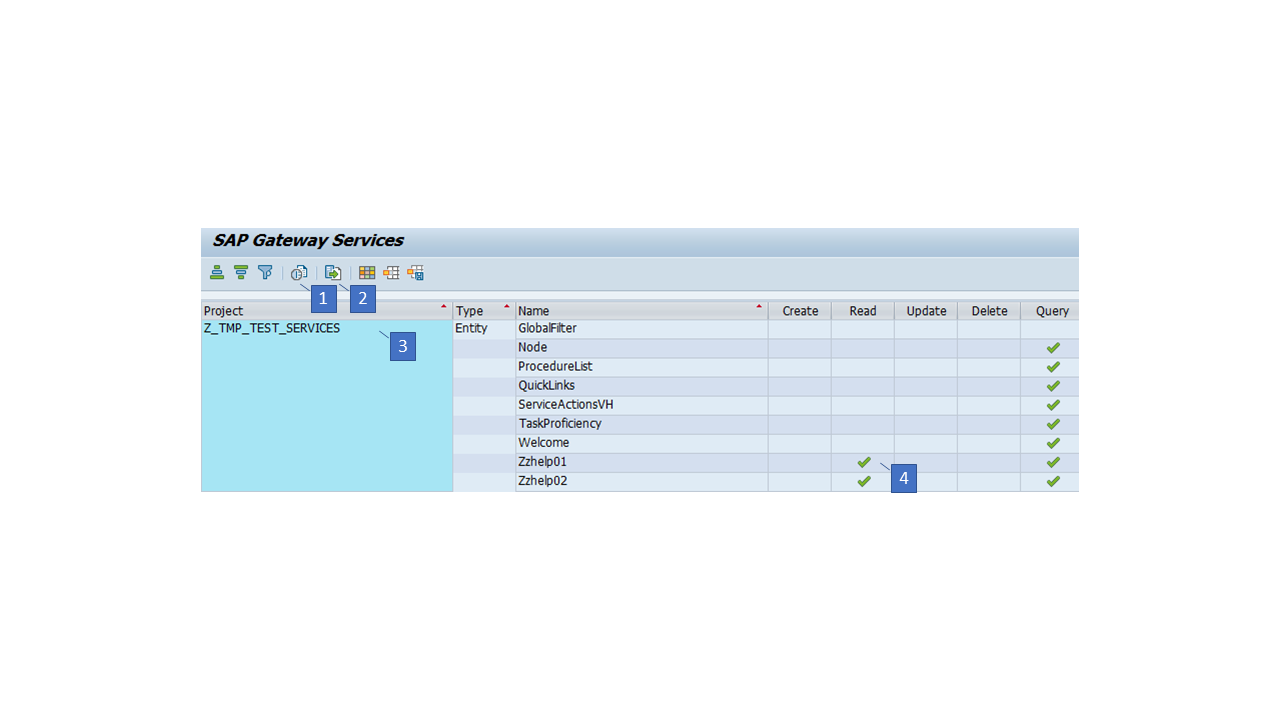 SAP Gateway Services
1 2
Project Type Name Create Read Update Delete Query
Z_TMP_TEST_SERVICES Entity GlobalFilter
3
Node
ProcedureList
QuickLinks
ServiceActionsVH
TaskProficiency
Welcome
Zzhelp01
4
Zzhelp02